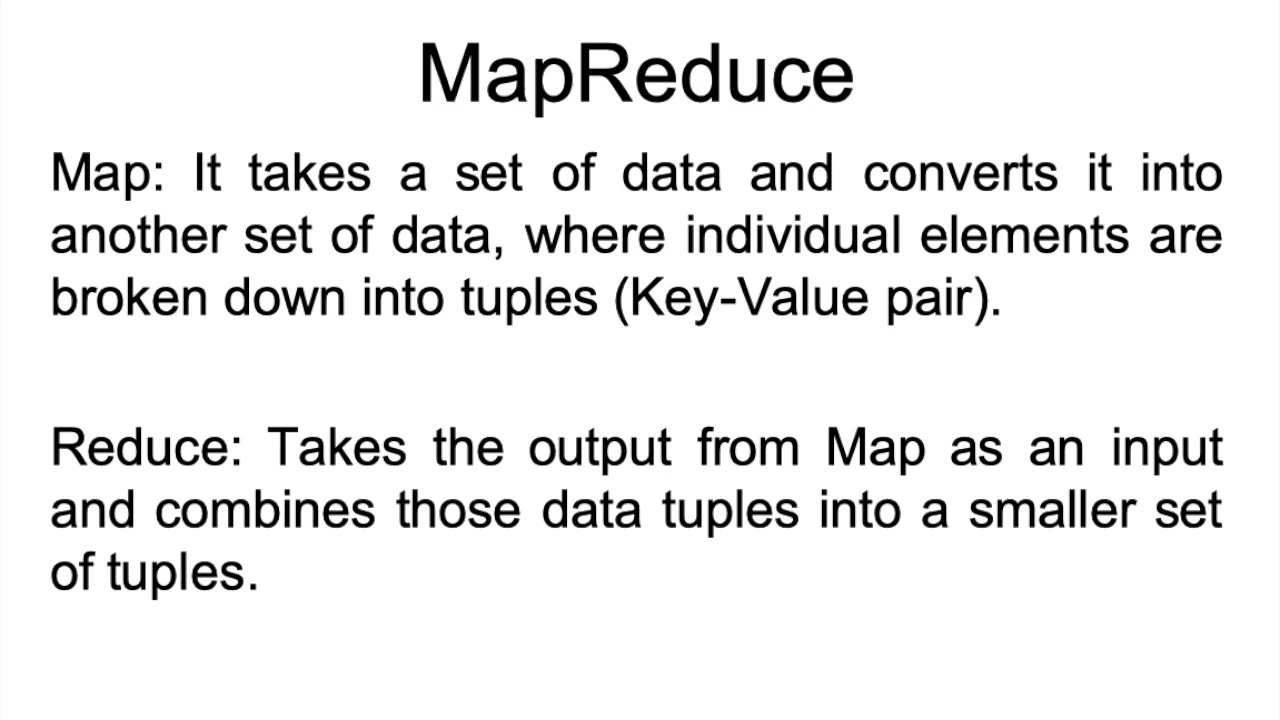 MapReduce
Map: It takes a set of data and converts it into
another set of data, where individual elements are
broken down into tuples (Key-Value pair).
Reduce: Takes the output from Map as an input
and combines those data tuples into a smaller set
of tuples.